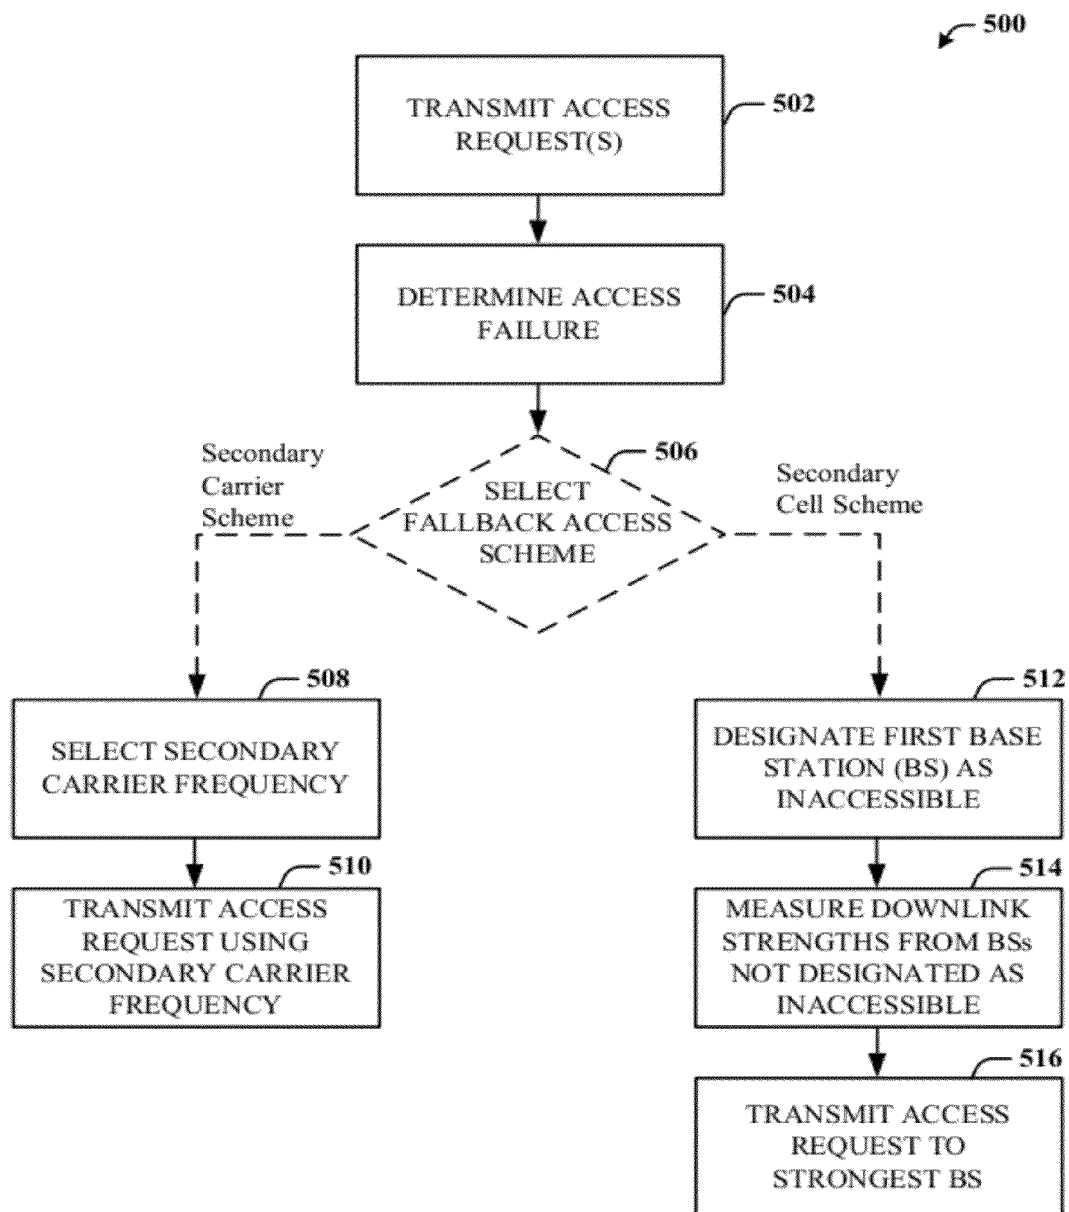 500
TRANSMIT ACCESS
REQUEST(S)
502
DETERMINE ACCESS
FAILURE
504
Secondary
Carrier
Scheme
506
SELECT
FALLBACK ACCESS
SCHEME
Secondary
Cell Scheme
508
SELECT SECONDARY
CARRIER FREQUENCY
510
TRANSMIT ACCESS
REQUEST USING
SECONDARY CARRIER
FREQUENCY
512
DESIGNATE FIRST BASE
STATION (BS) AS
INACCESSIBLE
514
MEASURE DOWNLINK
STRENGTHS FROM BSs
NOT DESIGNATED AS
INACCESSIBLE
516
TRANSMIT ACCESS
REQUEST TO
STRONGEST BS